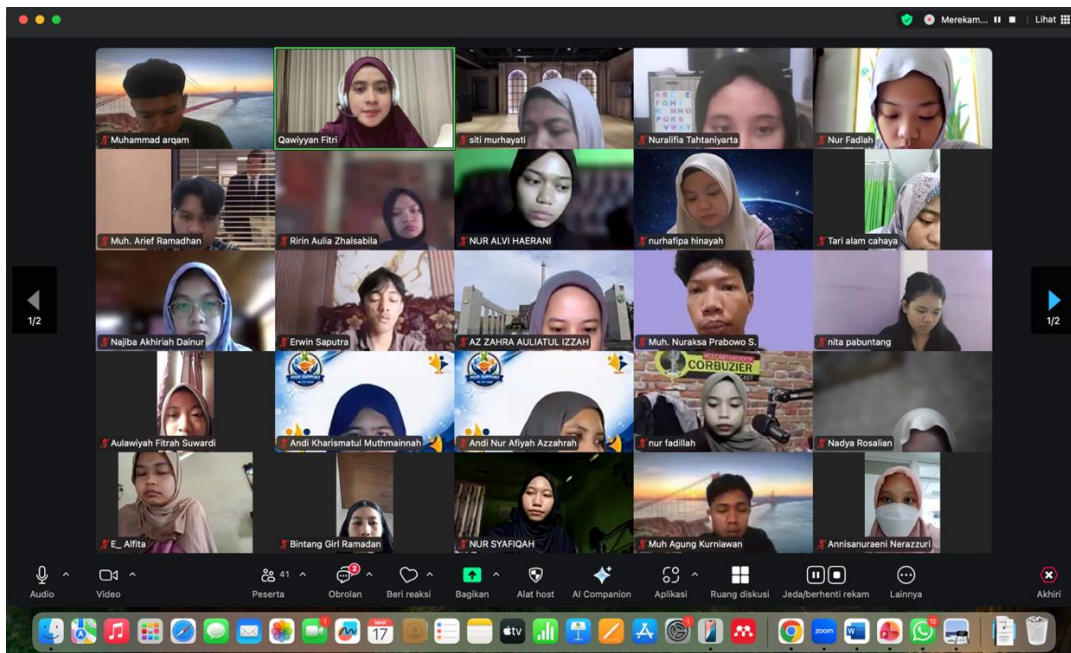 Merekam...
Lihat
Muhammad arqam
Qawiyyan Fitri
siti murhayati
A B C E
F G H I
K M N O
P Q R S
V W X Y
Nuralifia Tahtaniyarta
Nur Fadlah
Muh. Arief Ramadhan
Ririn Aulia Zhalsabila
NUR ALVI HAERANI
nurhafipa hinayah
Tari alam cahaya
1/2
1/2
Najiba Akhiriah Dainur
Erwin Saputra
AZ ZAHRA AULIATUL IZZAH
Muh. Nuraksa Prabowo S.
nita pabuntang
CORBUZIER
Aulawiyah Fitrah Suwardi
Andi Kharismatul Muthmainnah
Andi Nur Afiyah Azzahrah
nur fadillah
Nadya Rosalian
E_ Alfita
Bintang Girl Ramadan
NUR SYAFIQAH
Muh Agung Kurniawan
Annisanuraeni Nerazzuri
41
2
Audio
Video
Peserta
Obrolan
Beri reaksi
Bagikan
Alat host
AI Companion
Aplikasi
Ruang diskusi
Jeda/berhenti rekam
Lainnya
Akhiri
1
MAR
17
tv
1
zoom
W
12